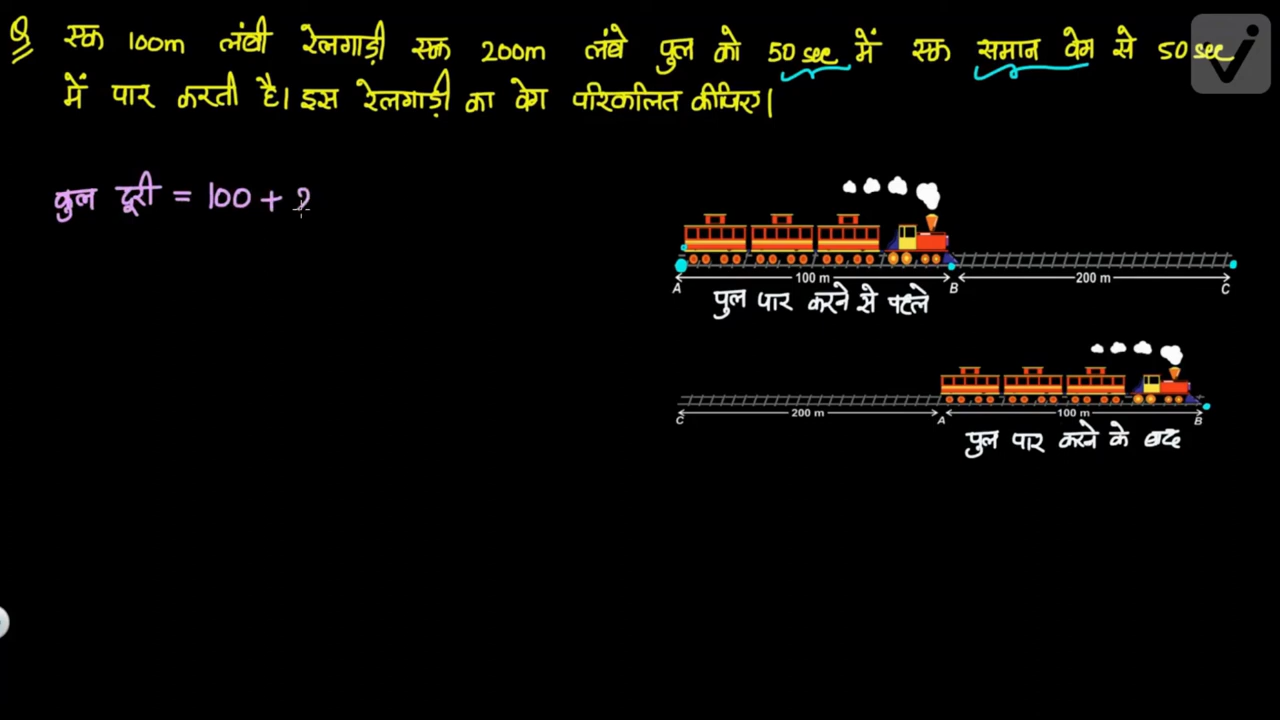 Q एक 100m लंबी रेलगाड़ी एक 200m लंबे पुल को 50 sec में एक समान वेग से 50 sec
में पार करती है। इस रेलगाड़ी का वेग परिकलित कीजिए।
कुल दूरी = 100 + 2
100 m 200 m
A B C
पुल पार करने से पहले
200 m 100 m
C A B
पुल पार करने के बाद